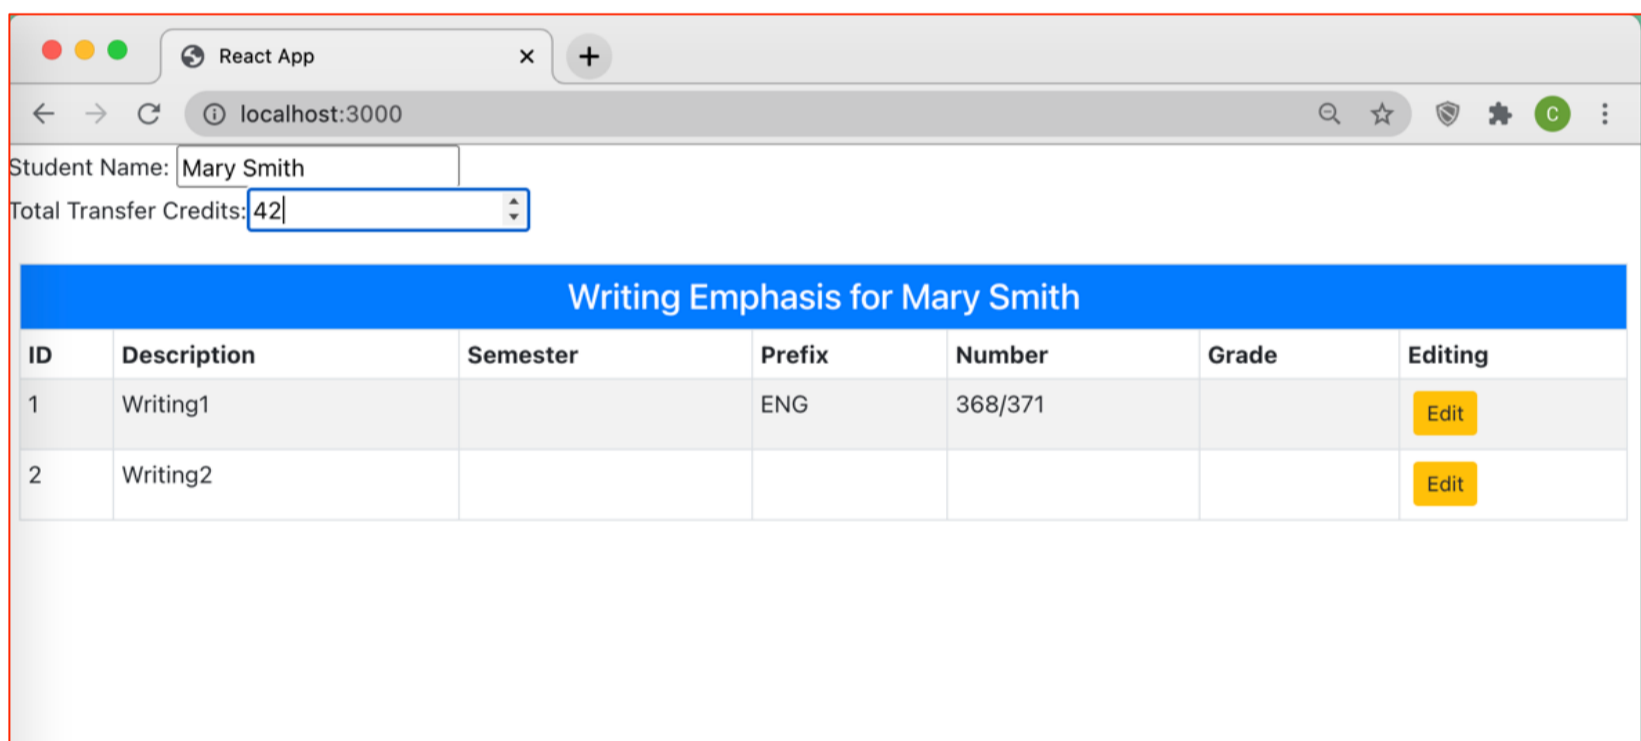 React App
localhost:3000
C
Student Name: Mary Smith
Total Transfer Credits: 42
Writing Emphasis for Mary Smith
ID Description Semester Prefix Number Grade Editing
1 Writing1 ENG 368/371 Edit
2 Writing2 Edit